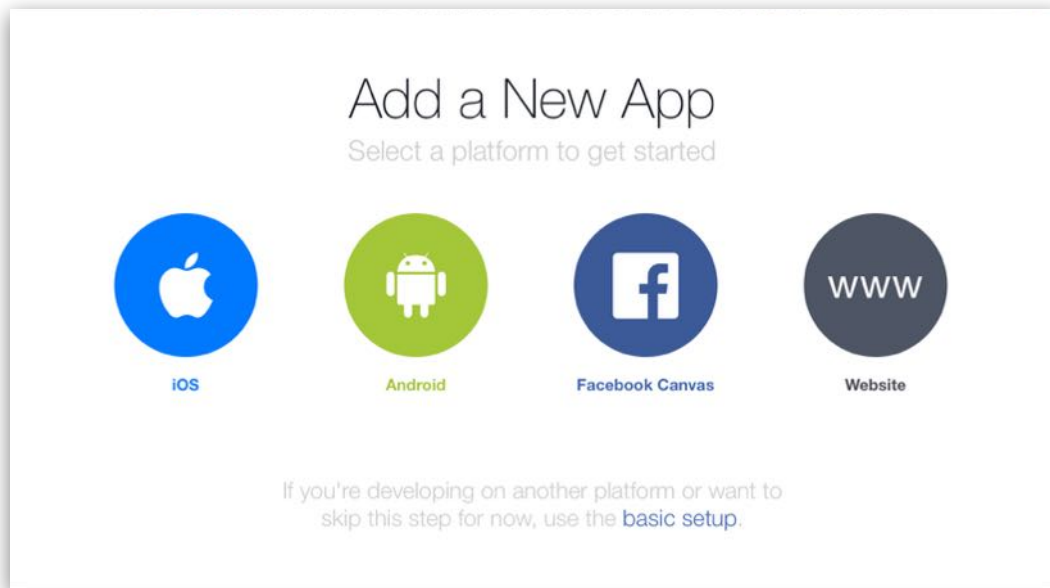 Add a New App
Select a platform to get started
www
iOS
Android
Facebook Canvas
Website
If you're developing on another platform or want to
skip this step for now, use the basic setup.